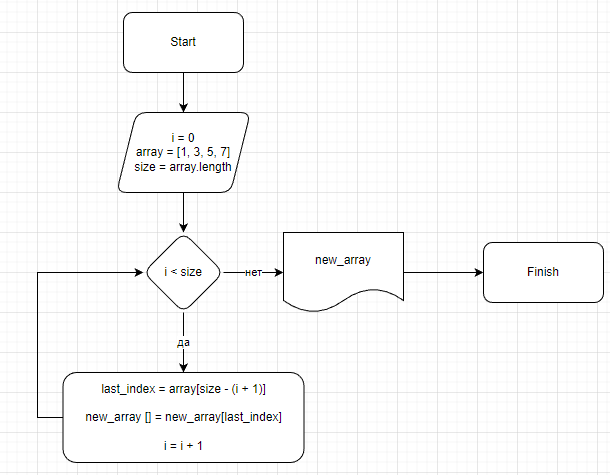 Start
i = 0
array = [1, 3, 5, 7]
size = array.length
i < size
нет
new_array
Finish
да
last_index = array[size - (i + 1)]
new_array [] = new_array[last_index]
i = i + 1